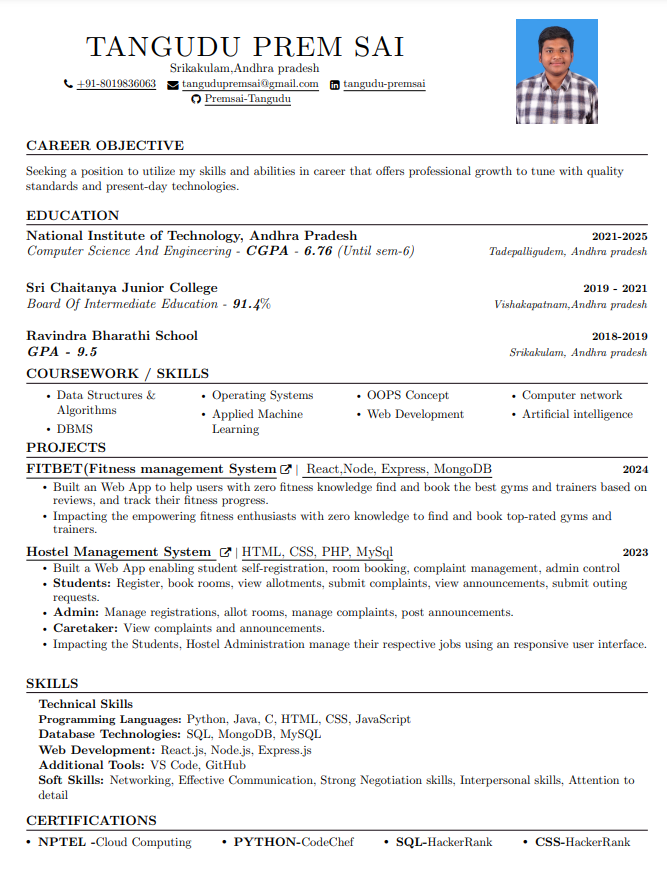 TANGUDU PREM SAI
Srikakulam,Andhra pradesh
+91-8019836063 tangudupremsai@gmail.com tangudu-premsai
Premsai-Tangudu
CAREER OBJECTIVE
Seeking a position to utilize my skills and abilities in career that offers professional growth to tune with quality
standards and present-day technologies.
EDUCATION
National Institute of Technology, Andhra Pradesh 2021-2025
Computer Science And Engineering - CGPA - 6.76 (Until sem-6) Tadepalligudem, Andhra pradesh
Sri Chaitanya Junior College 2019 - 2021
Board Of Intermediate Education - 91.4% Vishakapatnam,Andhra pradesh
Ravindra Bharathi School 2018-2019
GPA - 9.5 Srikakulam, Andhra pradesh
COURSEWORK / SKILLS
• Data Structures & • Operating Systems • OOPS Concept • Computer network
Algorithms • Applied Machine • Web Development • Artificial intelligence
• DBMS Learning
PROJECTS
FITBET(Fitness management System | React,Node, Express, MongoDB 2024
• Built an Web App to help users with zero fitness knowledge find and book the best gyms and trainers based on
reviews, and track their fitness progress.
• Impacting the empowering fitness enthusiasts with zero knowledge to find and book top-rated gyms and
trainers.
Hostel Management System | HTML, CSS, PHP, MySql 2023
• Built a Web App enabling student self-registration, room booking, complaint management, admin control
• Students: Register, book rooms, view allotments, submit complaints, view announcements, submit outing
requests.
• Admin: Manage registrations, allot rooms, manage complaints, post announcements.
• Caretaker: View complaints and announcements.
• Impacting the Students, Hostel Administration manage their respective jobs using an responsive user interface.
SKILLS
Technical Skills
Programming Languages: Python, Java, C, HTML, CSS, JavaScript
Database Technologies: SQL, MongoDB, MySQL
Web Development: React.js, Node.js, Express.js
Additional Tools: VS Code, GitHub
Soft Skills: Networking, Effective Communication, Strong Negotiation skills, Interpersonal skills, Attention to
detail
CERTIFICATIONS
• NPTEL -Cloud Computing • PYTHON-CodeChef • SQL-HackerRank • CSS-HackerRank